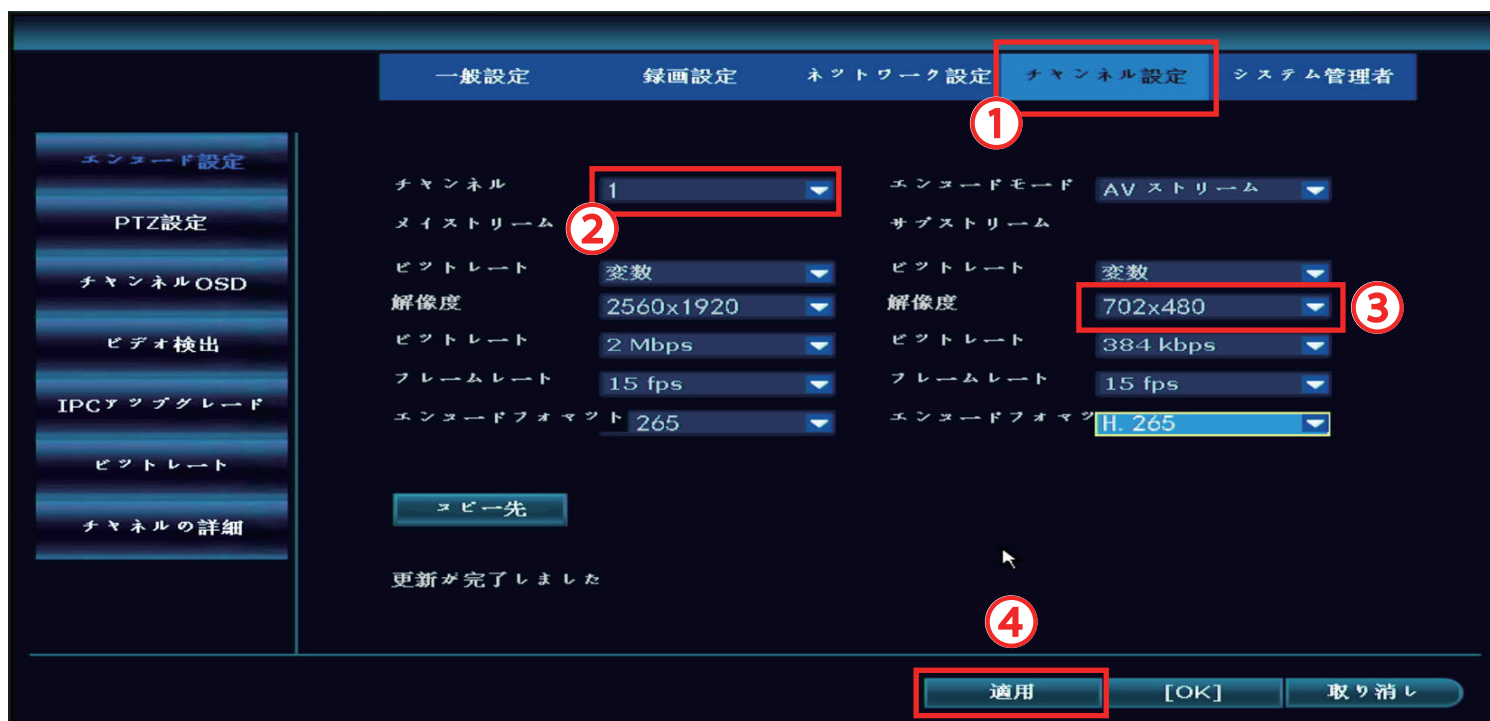 一般設定 録画設定 ネットワーク設定 チャンネル設定 システム管理者
①
エンコード設定
PTZ設定
チャンネルOSD
ビデオ検出
IPCアップグレード
ビットレート
チャネルの詳細
チャンネル 1 エンコードモード AV ストリーム
②
メイストリーム サブストリーム
ビットレート 変数 ビットレート 変数
解像度 2560x1920 解像度 702x480
③
ビットレート 2 Mbps ビットレート 384 kbps
フレームレート 15 fps フレームレート 15 fps
エンコードフォマット 265 エンコードフォマッ H. 265
コピー先
更新が完了しました
④
適用 [OK] 取り消し